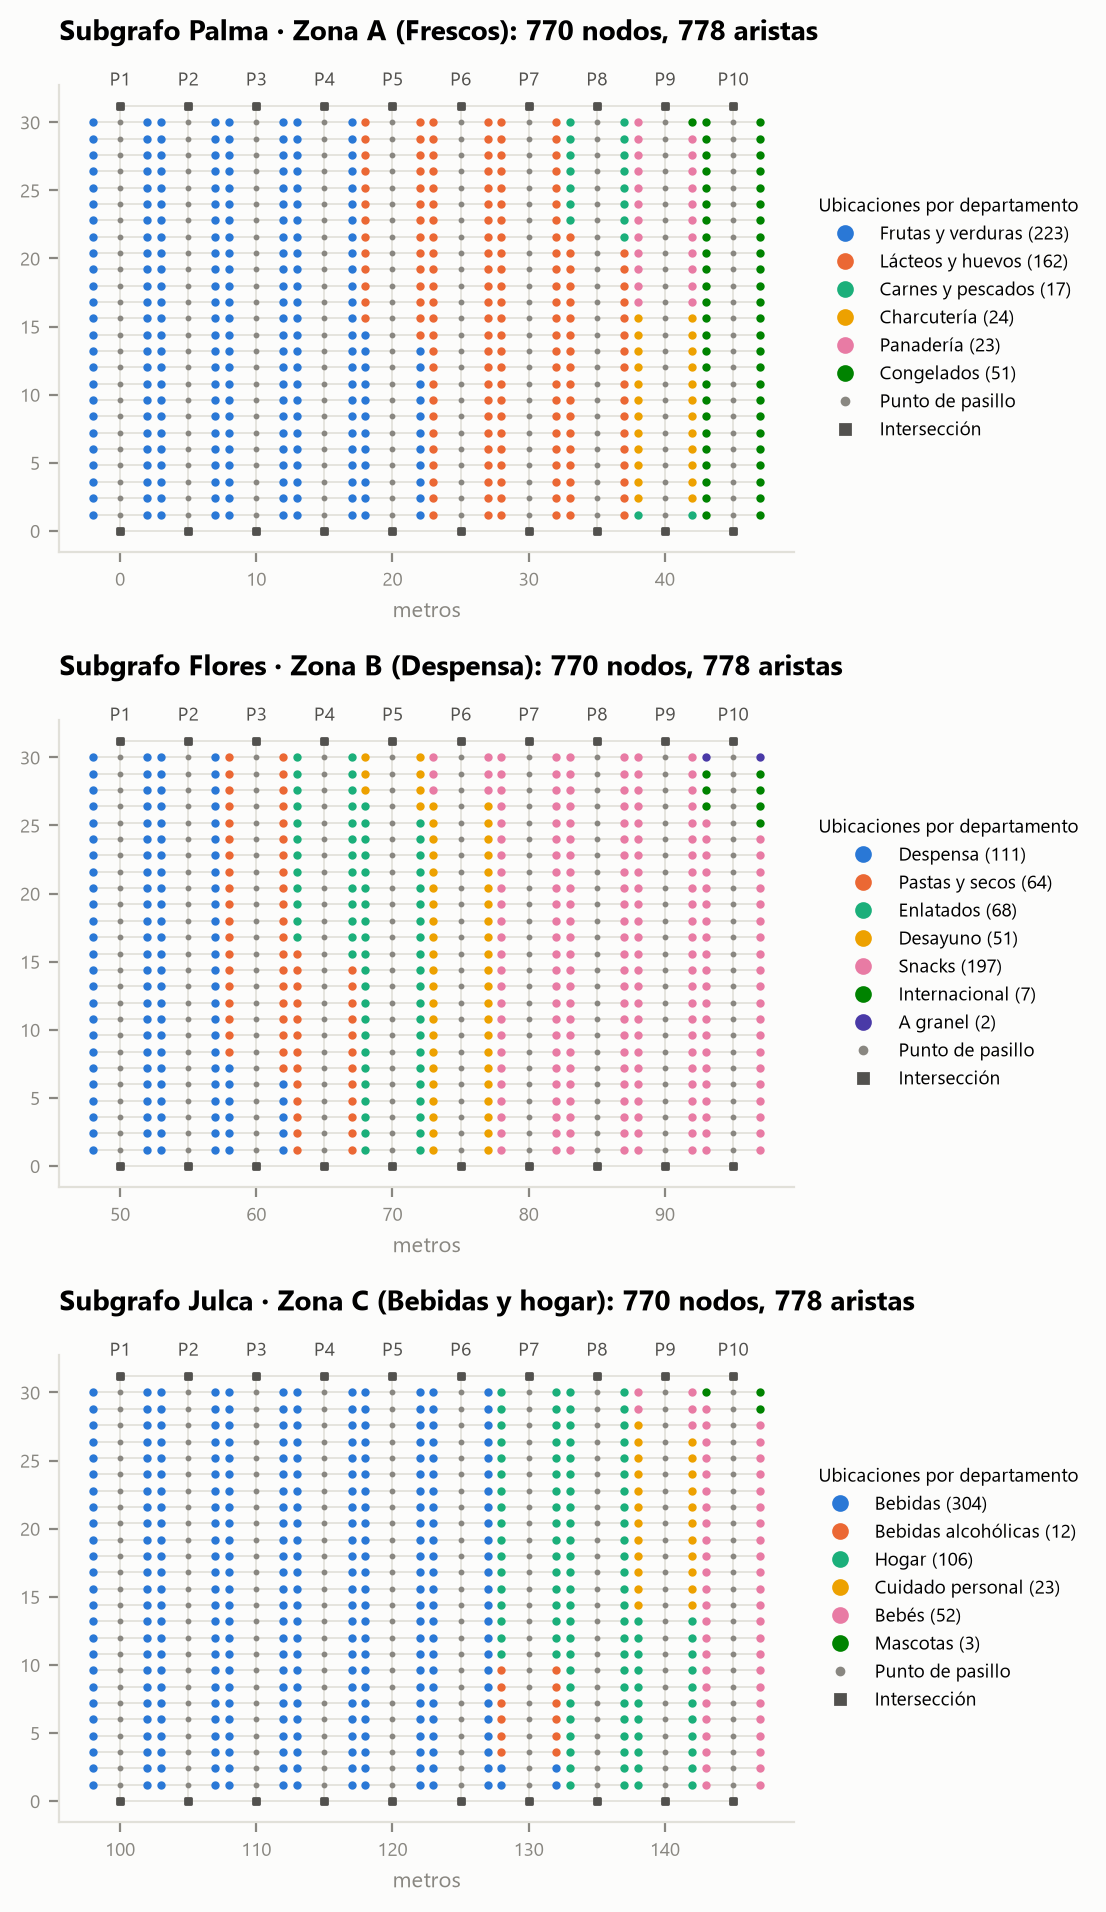 Subgrafo Palma · Zona A (Frescos): 770 nodos, 778 aristas
P1 P2 P3 P4 P5 P6 P7 P8 P9 P10
30
25
20
15
10
5
0
0 10 20 30 40
metros
Ubicaciones por departamento
Frutas y verduras (223)
Lácteos y huevos (162)
Carnes y pescados (17)
Charcutería (24)
Panadería (23)
Congelados (51)
Punto de pasillo
Intersección
Subgrafo Flores · Zona B (Despensa): 770 nodos, 778 aristas
P1 P2 P3 P4 P5 P6 P7 P8 P9 P10
30
25
20
15
10
5
0
50 60 70 80 90
metros
Ubicaciones por departamento
Despensa (111)
Pastas y secos (64)
Enlatados (68)
Desayuno (51)
Snacks (197)
Internacional (7)
A granel (2)
Punto de pasillo
Intersección
Subgrafo Julca · Zona C (Bebidas y hogar): 770 nodos, 778 aristas
P1 P2 P3 P4 P5 P6 P7 P8 P9 P10
30
25
20
15
10
5
0
100 110 120 130 140
metros
Ubicaciones por departamento
Bebidas (304)
Bebidas alcohólicas (12)
Hogar (106)
Cuidado personal (23)
Bebés (52)
Mascotas (3)
Punto de pasillo
Intersección